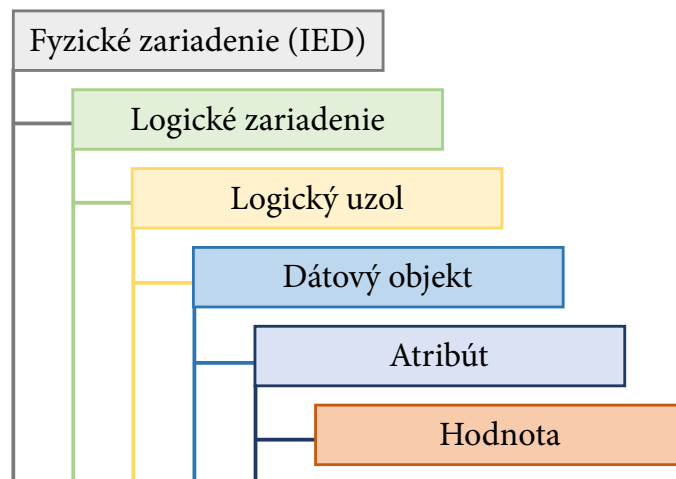 Fyzické zariadenie (IED)
Logické zariadenie
Logický uzol
Dátový objekt
Atribút
Hodnota